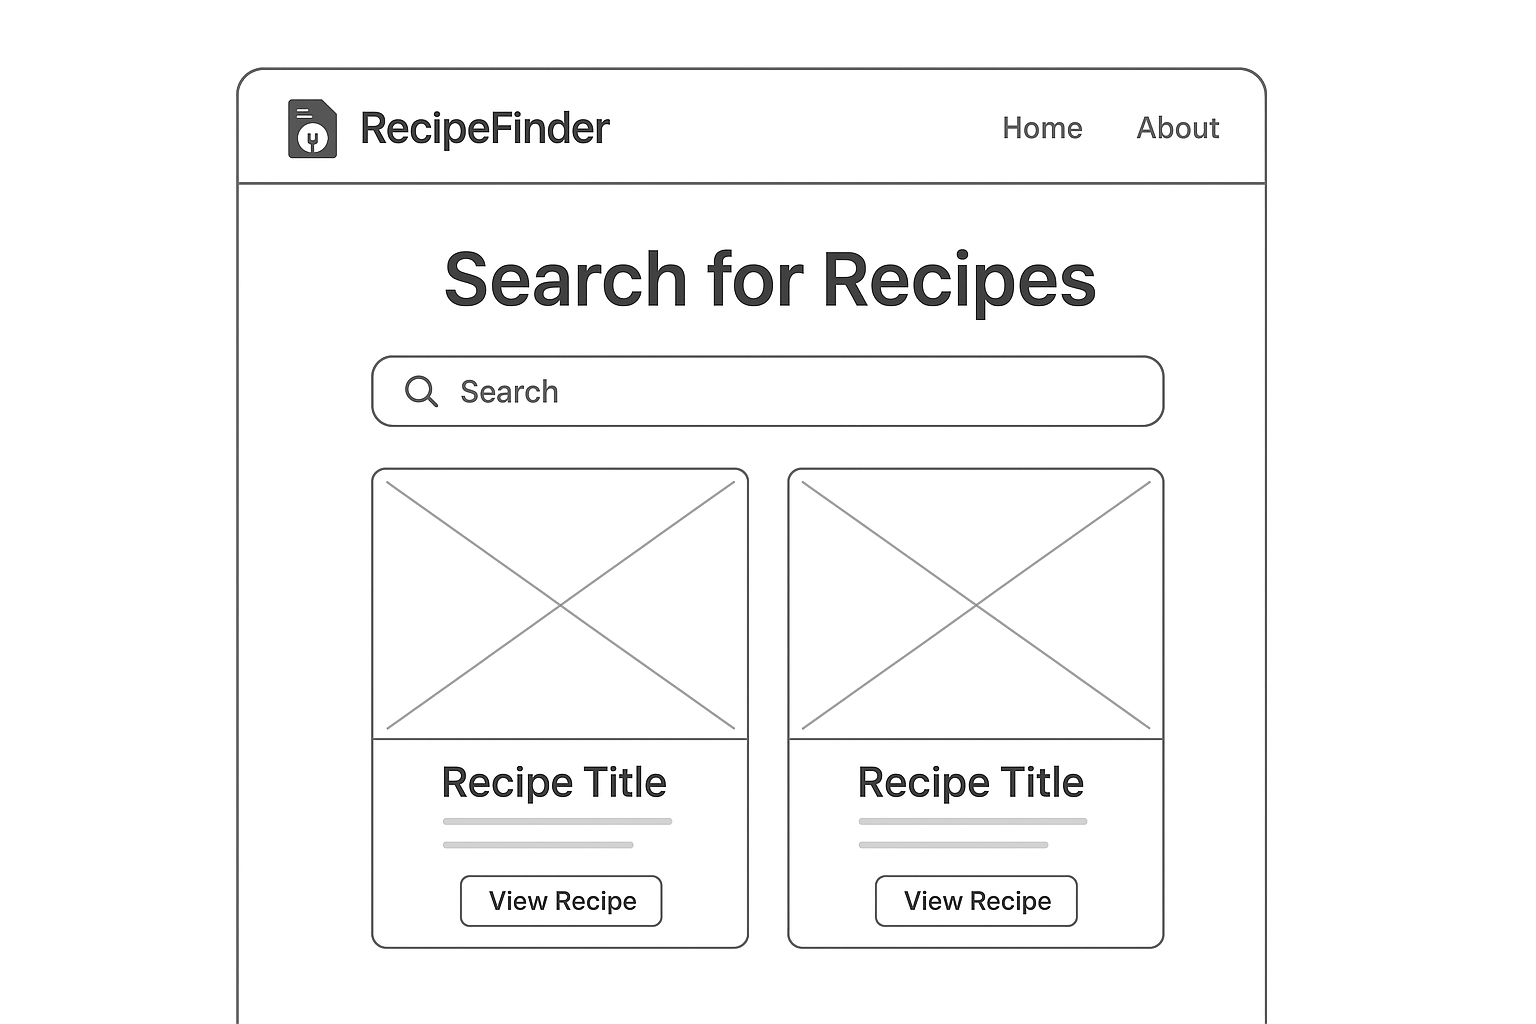 RecipeFinder
Home
About
Search for Recipes
Search
Recipe Title
View Recipe
Recipe Title
View Recipe